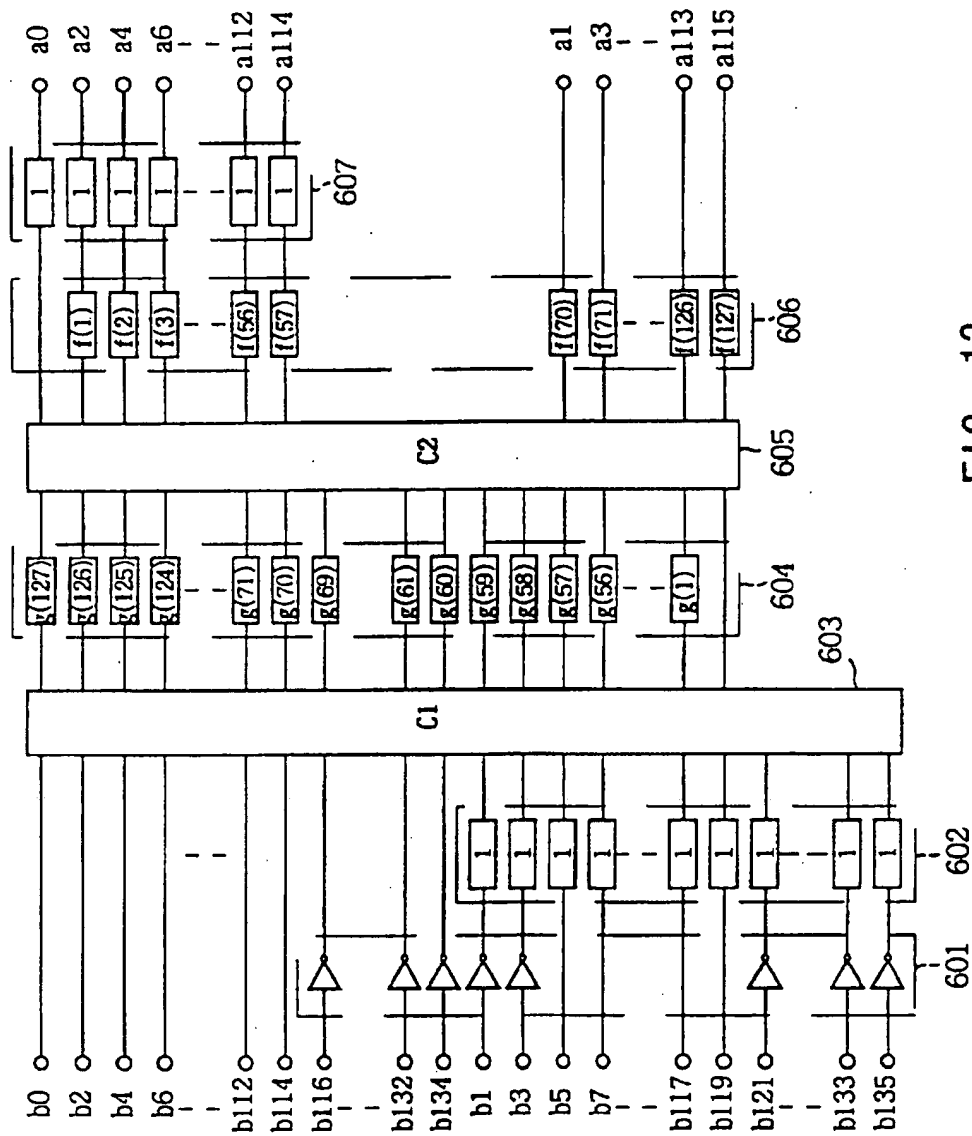 b0
b2
b4
b6
b112
b114
b116
b132
b134
b1
b3
b5
b7
b117
b119
b121
b133
b135
601
1
1
1
1
1
1
1
1
1
602
C1
603
g(127)
g(126)
g(125)
g(124)
g(71)
g(70)
g(69)
g(61)
g(60)
g(59)
g(58)
g(57)
g(56)
g(1)
604
C2
605
f(1)
f(2)
f(3)
f(56)
f(57)
f(70)
f(71)
f(126)
f(127)
606
1
1
1
1
1
1
607
a0
a2
a4
a6
a112
a114
a1
a3
a113
a115